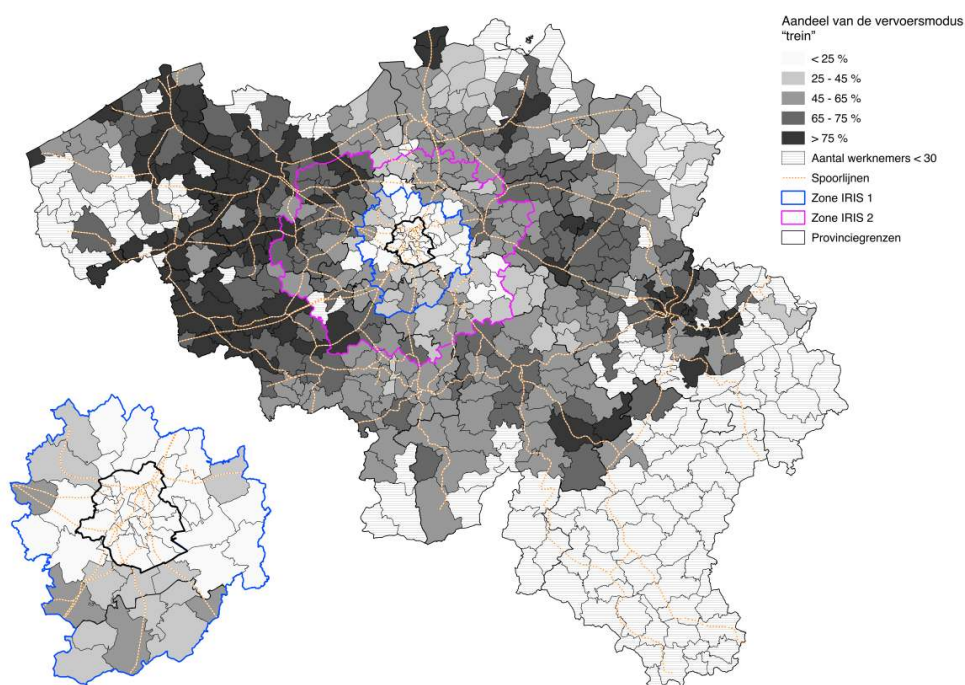 Aandeel van de vervoersmodus
“trein”
< 25 %
25 - 45 %
45 - 65 %
65 - 75 %
> 75 %
Aantal werknemers < 30
Spoorlijnen
Zone IRIS 1
Zone IRIS 2
Provinciegrenzen